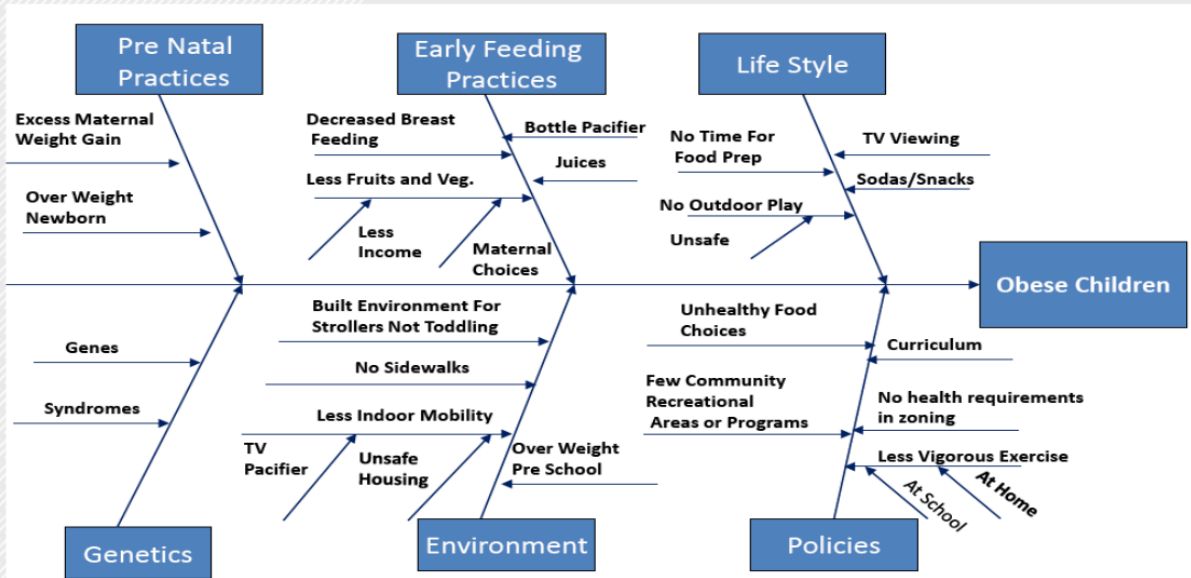 Pre Natal
Practices
Early Feeding
Practices
Life Style
Excess Maternal
Weight Gain
Over Weight
Newborn
Decreased Breast
Feeding
Bottle Pacifier
Juices
Less Fruits and Veg.
Less
Income
Maternal
Choices
No Time For
Food Prep
TV Viewing
Sodas/Snacks
No Outdoor Play
Unsafe
Obese Children
Genes
Syndromes
Built Environment For
Strollers Not Toddling
No Sidewalks
Less Indoor Mobility
TV
Pacifier
Unsafe
Housing
Over Weight
Pre School
Unhealthy Food
Choices
Curriculum
Few Community
Recreational
Areas or Programs
No health requirements
in zoning
Less Vigorous Exercise
At School
At Home
Genetics
Environment
Policies